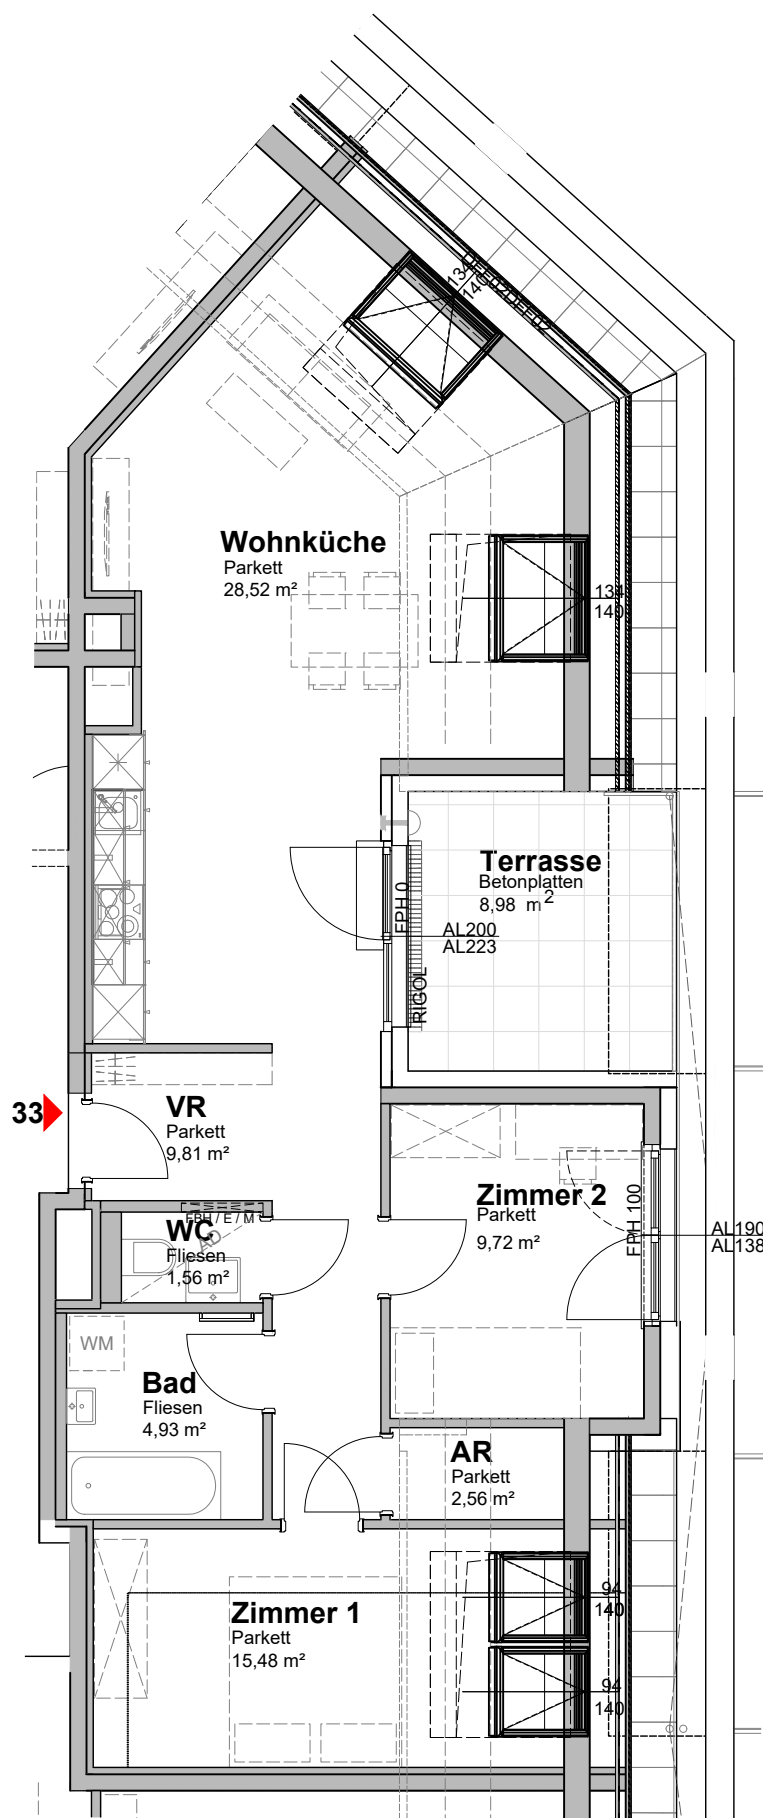 134
140
Wohnküche
Parkett
28,52 m²
134
140
Terrasse
Betonplatten
8,98 m²
FPH 0
AL200
AL223
RIGOL
33
VR
Parkett
9,81 m²
Zimmer 2
Parkett
9,72 m²
FPH 100
AL190
AL138
FBH / E / M
WC
AD
Fliesen
1,56 m²
WM
Bad
Fliesen
4,93 m²
AR
Parkett
2,56 m²
94
140
Zimmer 1
Parkett
15,48 m²
94
140